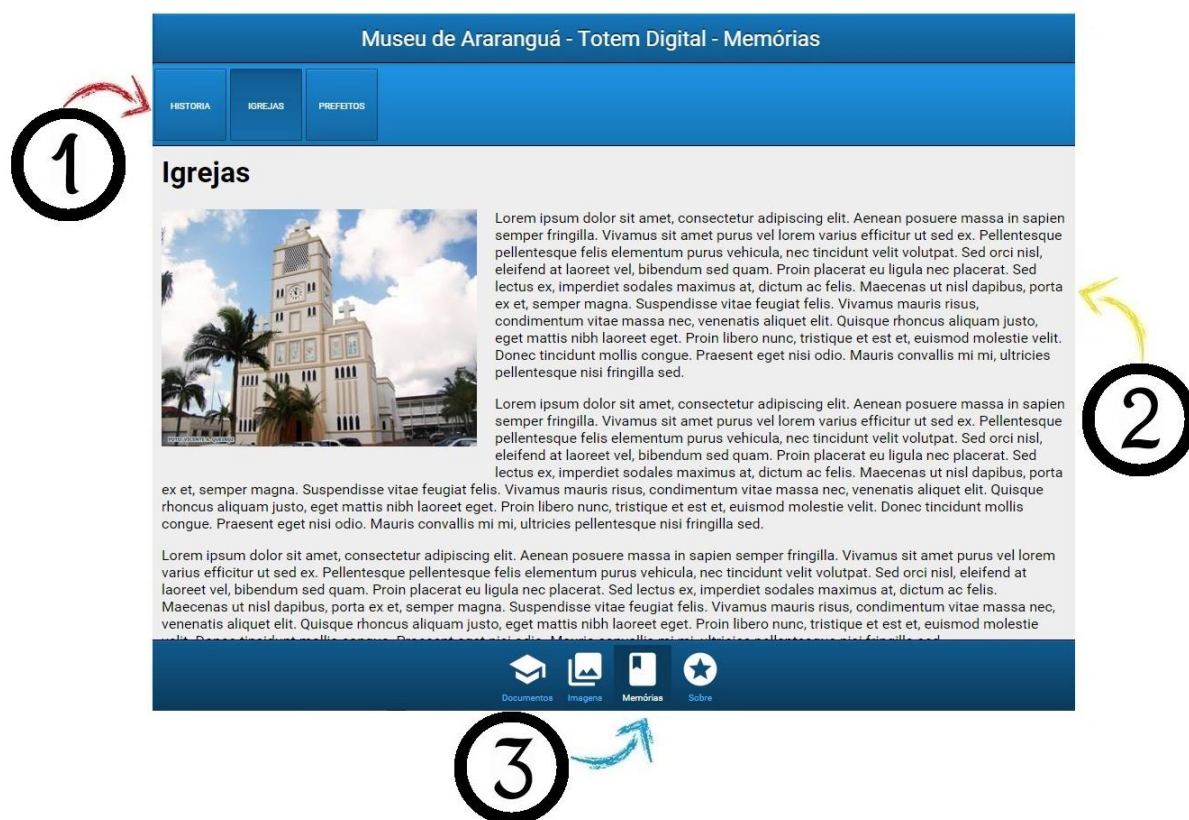 Museu de Araranguá - Totem Digital - Memórias
HISTORIA
IGREJAS
PREFEITOS
1
Igrejas
Lorem ipsum dolor sit amet, consectetur adipiscing elit. Aenean posuere massa in sapien
semper fringilla. Vivamus sit amet purus vel lorem varius efficitur ut sed ex. Pellentesque
pellentesque felis elementum purus vehicula, nec tincidunt velit volutpat. Sed orci nisl,
eleifend at laoreet vel, bibendum sed quam. Proin placerat eu ligula nec placerat. Sed
lectus ex, imperdiet sodales maximus at, dictum ac felis. Maecenas ut nisl dapibus, porta
ex et, semper magna. Suspendisse vitae feugiat felis. Vivamus mauris risus,
condimentum vitae massa nec, venenatis aliquet elit. Quisque rhoncus aliquam justo,
eget mattis nibh laoreet eget. Proin libero nunc, tristique et est et, euismod molestie velit.
Donec tincidunt mollis congue. Praesent eget nisi odio. Mauris convallis mi mi, ultricies
pellentesque nisi fringilla sed.
2
Lorem ipsum dolor sit amet, consectetur adipiscing elit. Aenean posuere massa in sapien
semper fringilla. Vivamus sit amet purus vel lorem varius efficitur ut sed ex. Pellentesque
pellentesque felis elementum purus vehicula, nec tincidunt velit volutpat. Sed orci nisl,
eleifend at laoreet vel, bibendum sed quam. Proin placerat eu ligula nec placerat. Sed
lectus ex, imperdiet sodales maximus at, dictum ac felis. Maecenas ut nisl dapibus, porta
ex et, semper magna. Suspendisse vitae feugiat felis. Vivamus mauris risus, condimentum vitae massa nec, venenatis aliquet elit. Quisque
rhoncus aliquam justo, eget mattis nibh laoreet eget. Proin libero nunc, tristique et est et, euismod molestie velit. Donec tincidunt mollis
congue. Praesent eget nisi odio. Mauris convallis mi mi, ultricies pellentesque nisi fringilla sed.
Lorem ipsum dolor sit amet, consectetur adipiscing elit. Aenean posuere massa in sapien semper fringilla. Vivamus sit amet purus vel lorem
varius efficitur ut sed ex. Pellentesque pellentesque felis elementum purus vehicula, nec tincidunt velit volutpat. Sed orci nisl, eleifend at
laoreet vel, bibendum sed quam. Proin placerat eu ligula nec placerat. Sed lectus ex, imperdiet sodales maximus at, dictum ac felis.
Maecenas ut nisl dapibus, porta ex et, semper magna. Suspendisse vitae feugiat felis. Vivamus mauris risus, condimentum vitae massa nec,
venenatis aliquet elit. Quisque rhoncus aliquam justo, eget mattis nibh laoreet eget. Proin libero nunc, tristique et est et, euismod molestie
velit. Donec tincidunt mollis congue. Praesent eget nisi odio. Mauris convallis mi mi, ultricies pellentesque nisi fringilla sed.
Documentos
Imagens
Memórias
Sobre
3